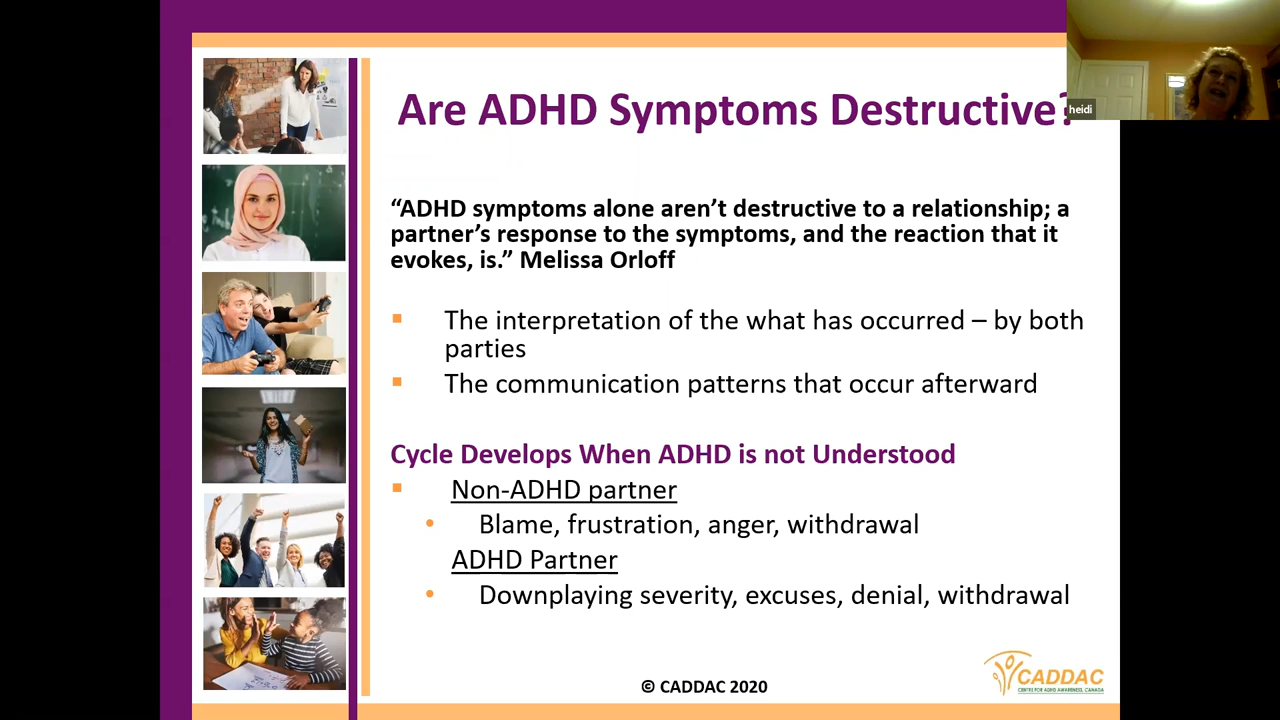 Are ADHD Symptoms Destructive?
heidi
“ADHD symptoms alone aren’t destructive to a relationship; a
partner’s response to the symptoms, and the reaction that it
evokes, is.” Melissa Orloff
The interpretation of the what has occurred – by both
parties
The communication patterns that occur afterward
Cycle Develops When ADHD is not Understood
Non-ADHD partner
Blame, frustration, anger, withdrawal
ADHD Partner
Downplaying severity, excuses, denial, withdrawal
© CADDAC 2020
CADDAC
CENTRE FOR ADHD AWARENESS, CANADA